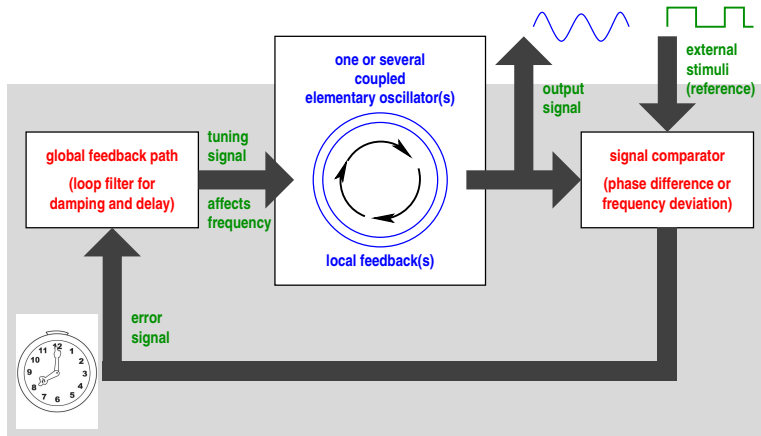 one or several
coupled
elementary oscillator(s)
local feedback(s)
global feedback path
(loop filter for
damping and delay)
tuning
signal
affects
frequency
output
signal
external
stimuli
(reference)
signal comparator
(phase difference or
frequency deviation)
error
signal
12
1
2
3
4
5
6
7
8
9
10
11